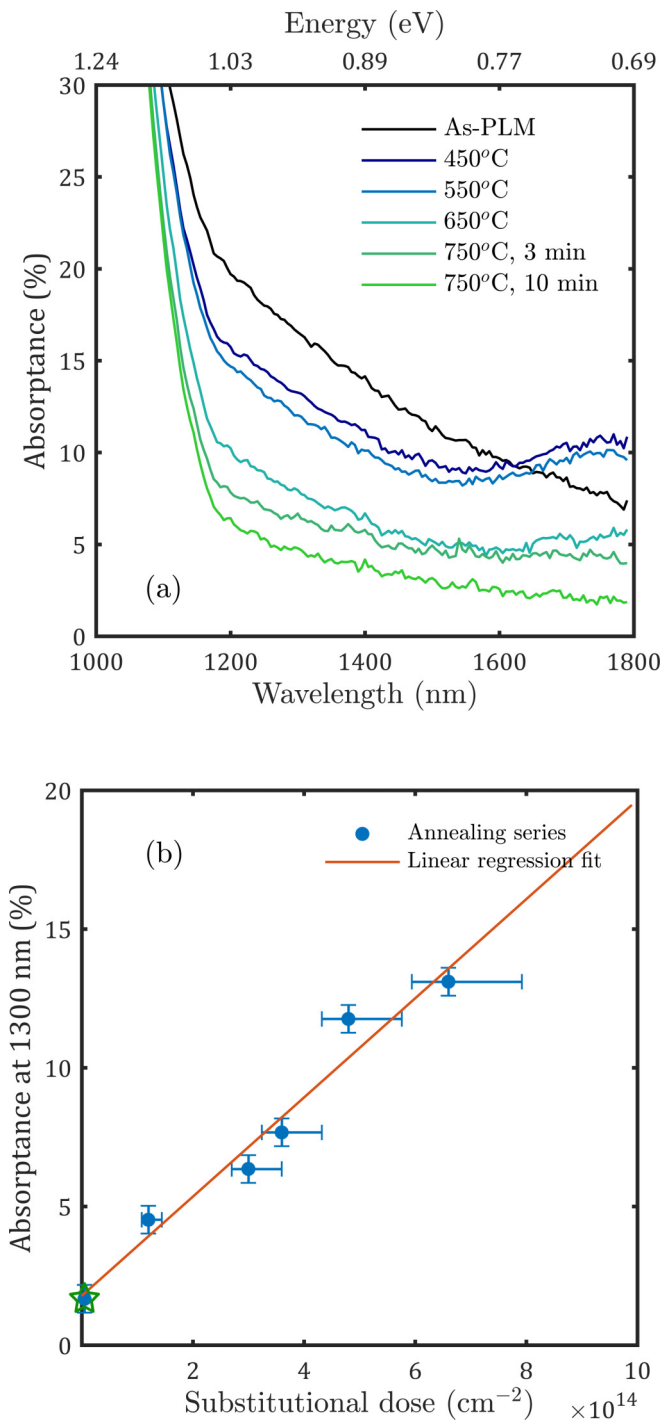 Energy (eV)
1.24 1.03 0.89 0.77 0.69
30
25
20
15
10
5
0
Absorptance (%)
As-PLM
450°C
550°C
650°C
750°C, 3 min
750°C, 10 min
(a)
1000 1200 1400 1600 1800
Wavelength (nm)
20
15
10
5
0
Absorptance at 1300 nm (%)
(b)
Annealing series
Linear regression fit
2 4 6 8 10
Substitutional dose (cm⁻²) ×10¹⁴